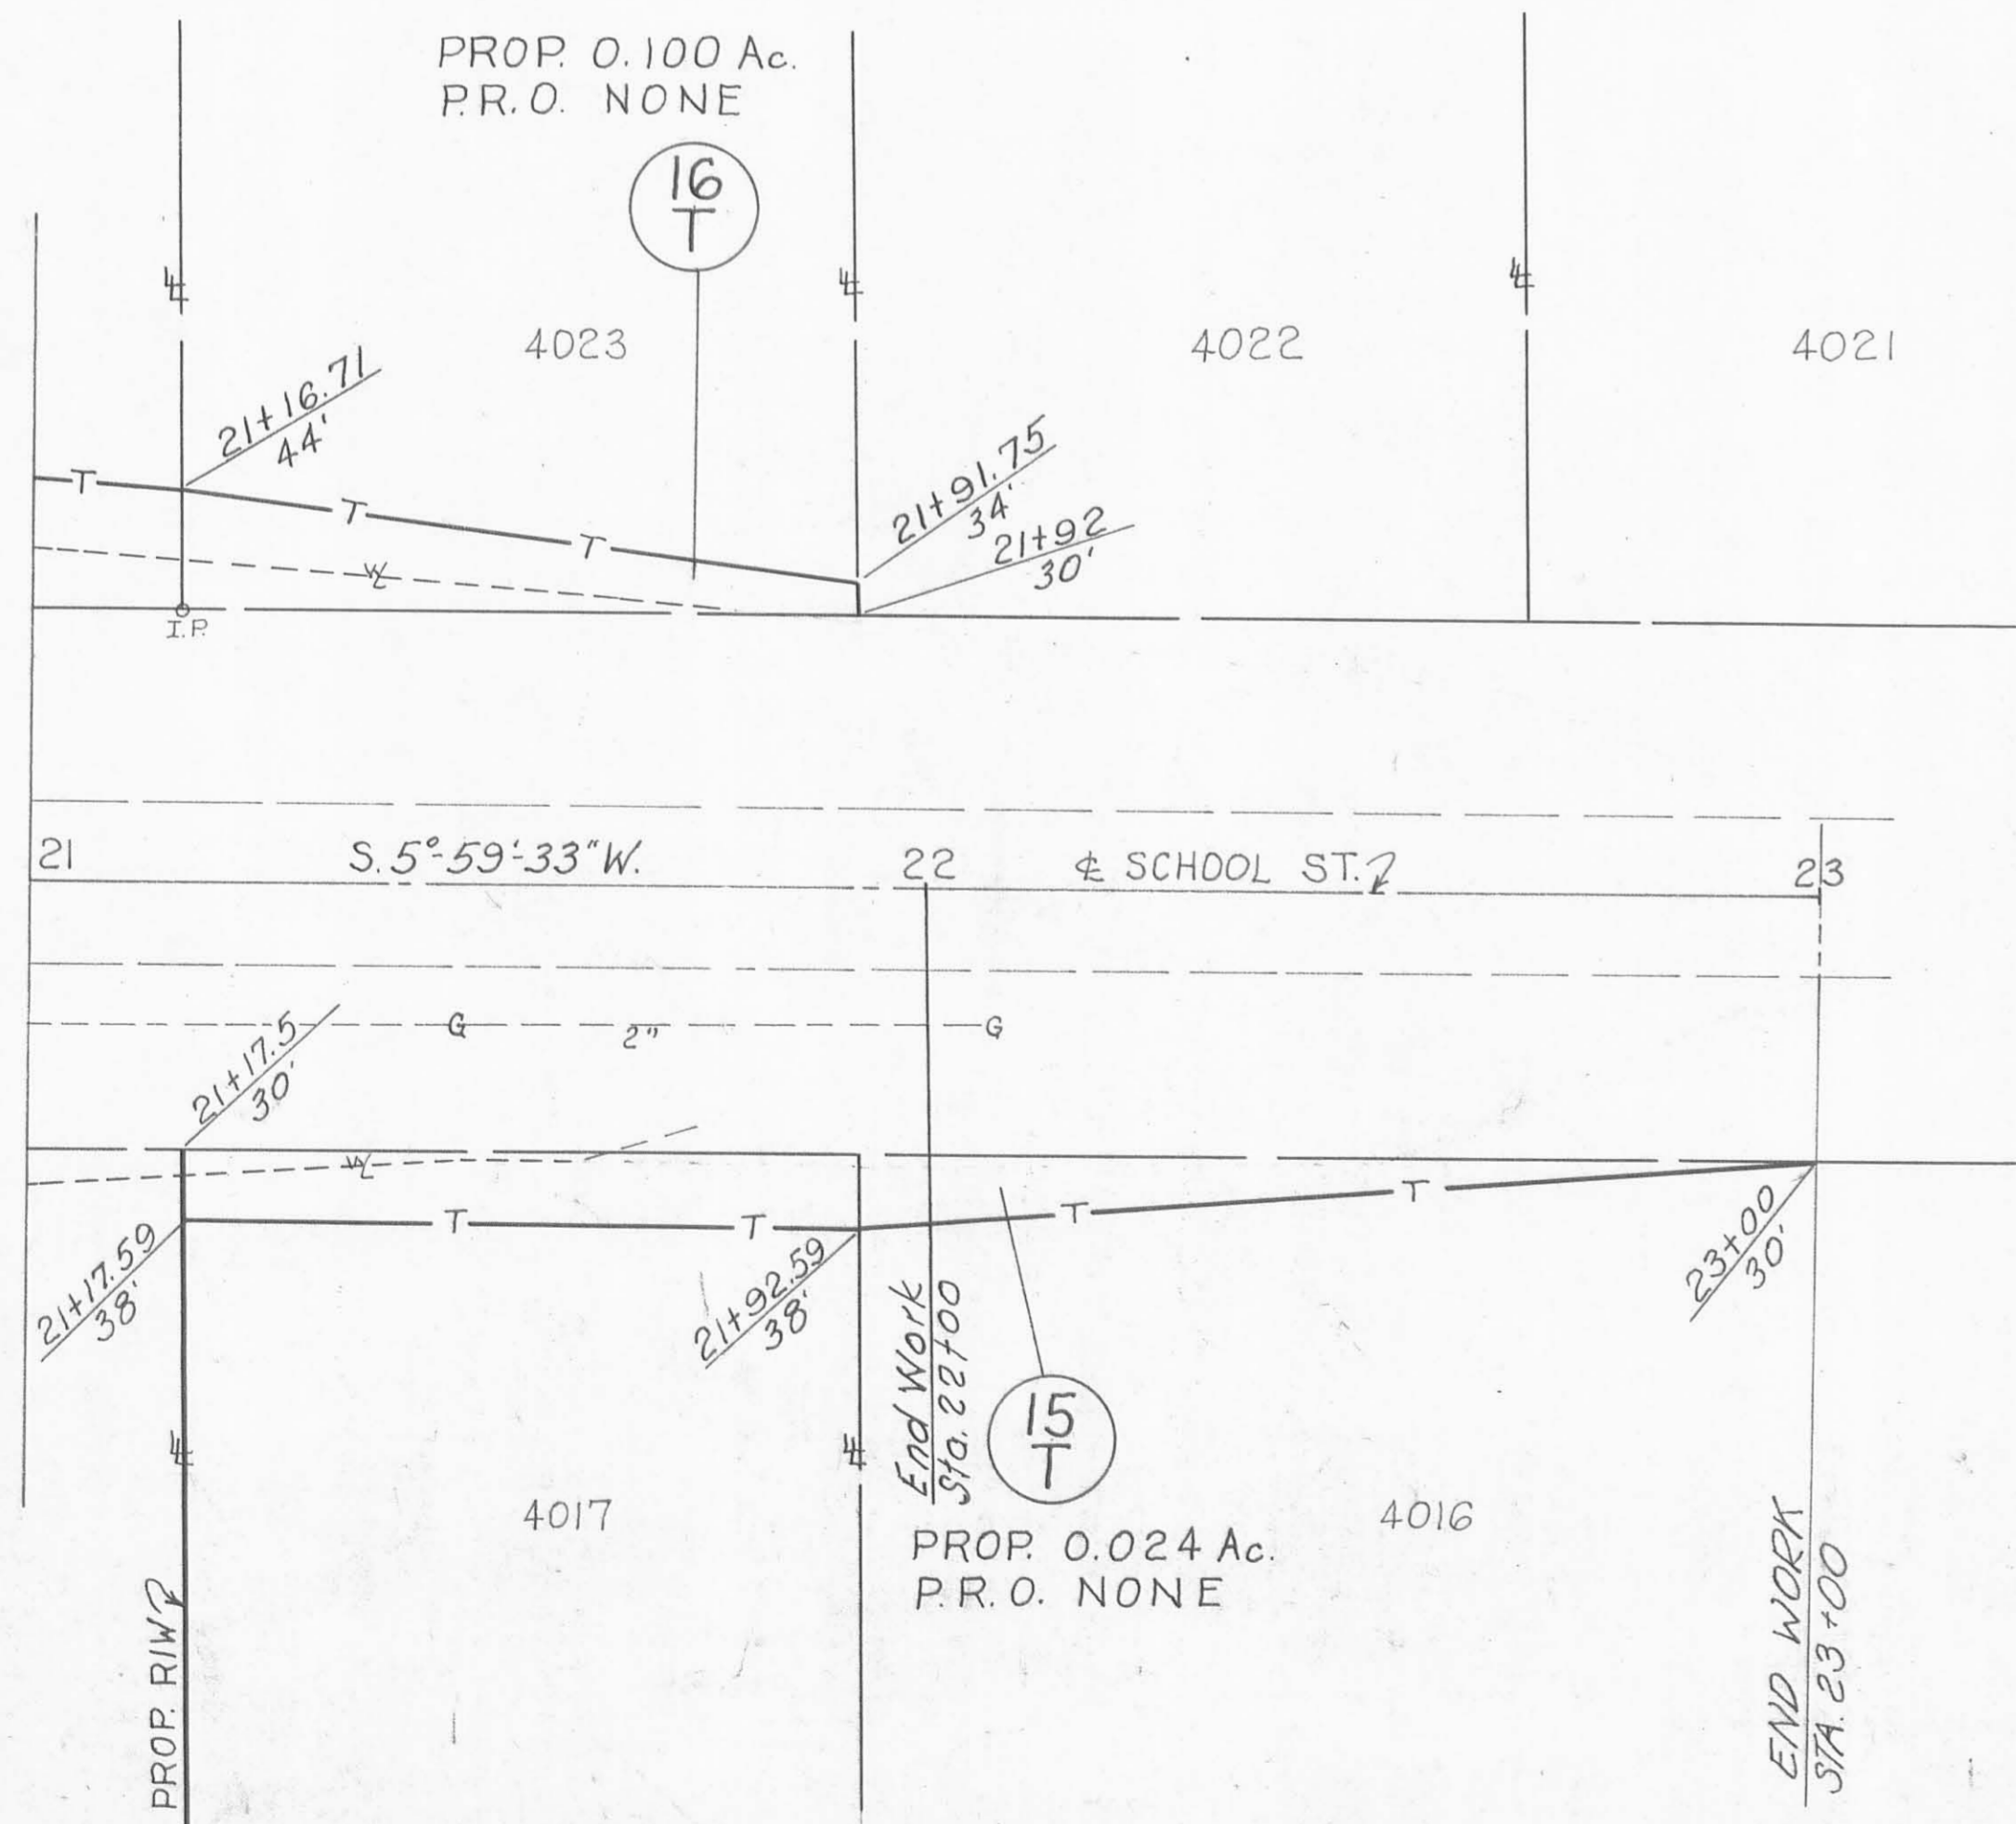 PROP. 0.100 Ac.
P.R.O. NONE
16
T
4023
4022
4021
21+16.71
44'
21+91.75
34'
21+92
30'
T
T
T
W
I.P.
21
S. 5°-59'-33" W.
22
℄ SCHOOL ST.
23
G
2"
G
21+17.5
30'
W
T
T
T
T
21+17.59
38'
21+92.59
38'
23+00
30'
End Work
Sta. 22+00
15
T
4017
4016
PROP. 0.024 Ac.
P.R.O. NONE
PROP. R/W
END WORK
STA. 23+00